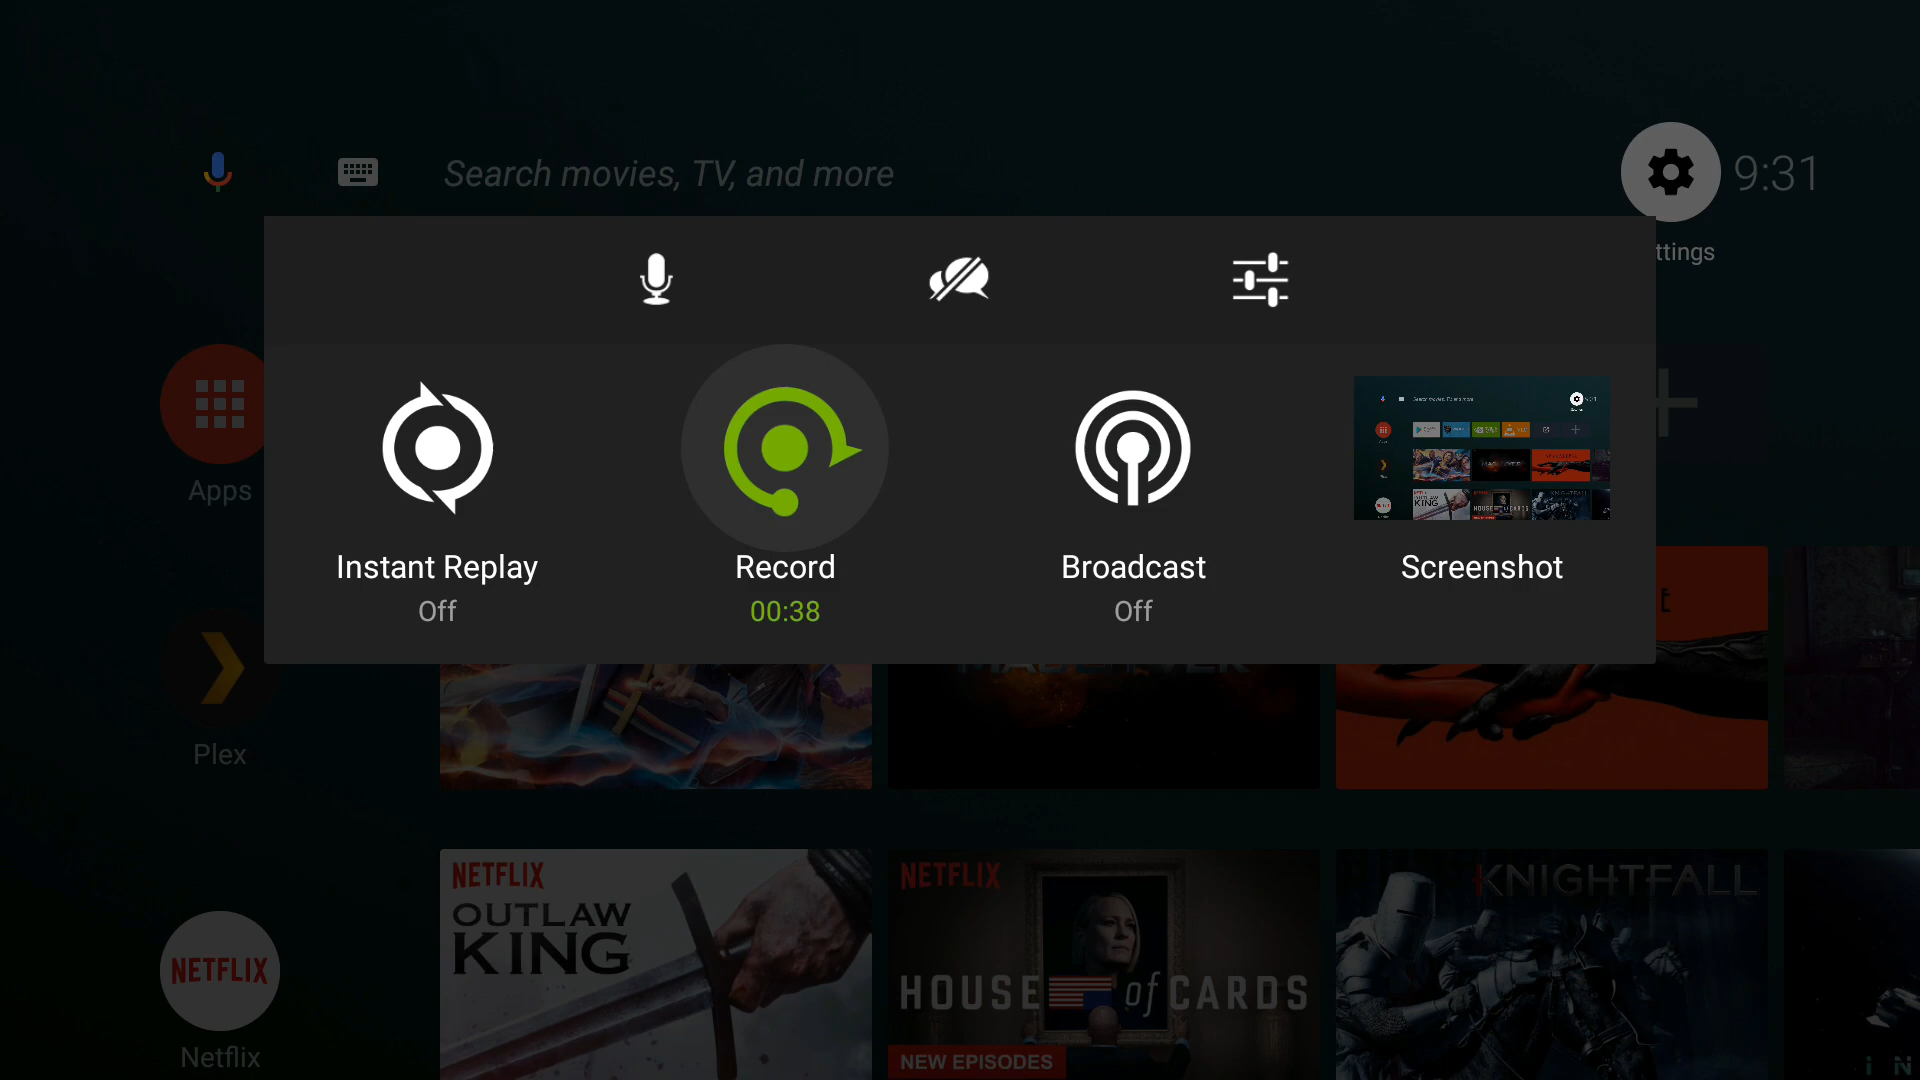 Search movies, TV, and more
9:31
ttings
Apps
Instant Replay
Off
Record
00:38
Broadcast
Off
Screenshot
Plex
NETFLIX
OUTLAW
KING
NETFLIX
HOUSE of CARDS
NEW EPISODES
KNIGHTFALL
NETFLIX
Netflix